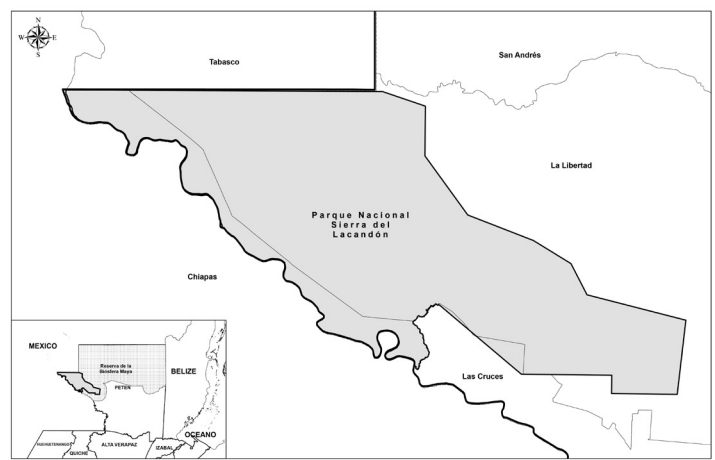 N
W E
S
Tabasco
San Andrés
La Libertad
Parque Nacional
Sierra del
Lacandón
Chiapas
Las Cruces
MEXICO
Reserva de la
Biosfera Maya
BELIZE
PETEN
OCEANO
HUEHUETENANGO
ALTA VERAPAZ
IZABAL
QUICHE